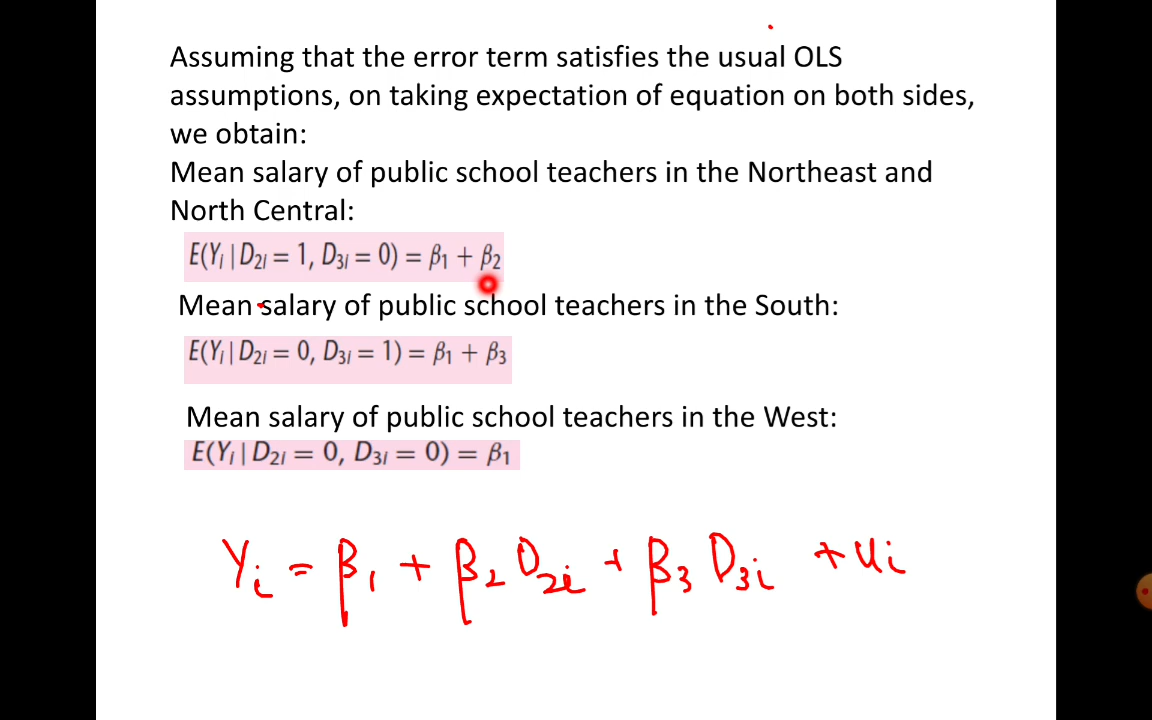 Assuming that the error term satisfies the usual OLS
assumptions, on taking expectation of equation on both sides,
we obtain:
Mean salary of public school teachers in the Northeast and
North Central:
E(Yᵢ | D₂ᵢ = 1, D₃ᵢ = 0) = β₁ + β₂
Mean salary of public school teachers in the South:
E(Yᵢ | D₂ᵢ = 0, D₃ᵢ = 1) = β₁ + β₃
Mean salary of public school teachers in the West:
E(Yᵢ | D₂ᵢ = 0, D₃ᵢ = 0) = β₁
Yᵢ = β₁ + β₂ D₂ᵢ + β₃ D₃ᵢ + uᵢ